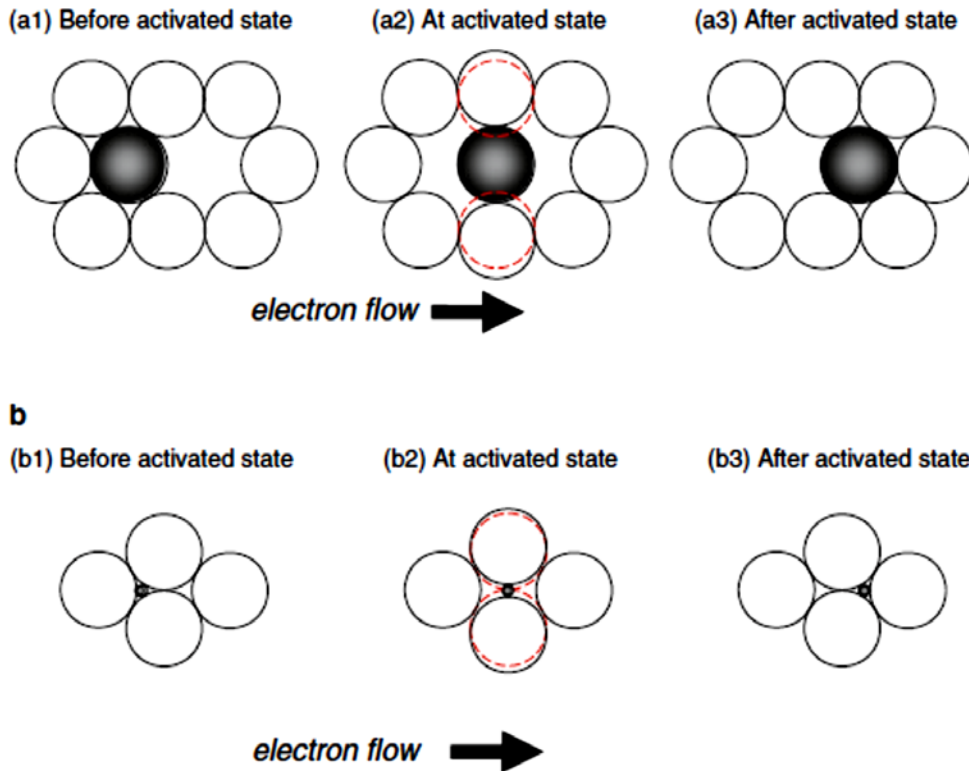 (a1) Before activated state (a2) At activated state (a3) After activated state
electron flow
b
(b1) Before activated state (b2) At activated state (b3) After activated state
electron flow